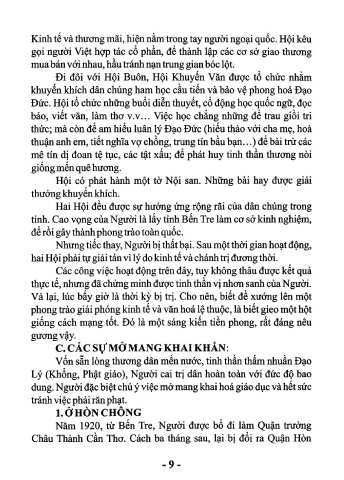 Kinh tế và thương mãi, hiện nằm trong tay người ngoại quốc. Hội kêu
gọi người Việt hợp tác cổ phần, để thành lập các cơ sở giao thương
mua bán với nhau, hầu tránh nạn trung gian bóc lột.
Đi đôi với Hội Buôn, Hội Khuyến Văn được tổ chức nhằm
khuyến khích dân chúng ham học cầu tiến và bảo vệ phong hoá Đạo
Đức. Hội tổ chức những buổi diễn thuyết, cổ động học quốc ngữ, đọc
báo, viết văn, làm thơ v.v... Việc học chẳng những để trau giồi tri
thức; mà còn để am hiểu luân lý Đạo Đức (hiếu thảo với cha mẹ, hoà
thuận anh em, tiết nghĩa vợ chồng, trung tín bầu bạn...) để bài trừ các
mê tín dị đoan tệ tục, các tật xấu; để phát huy tinh thần thương nòi
giống mến quê hương.
Hội có phát hành một tờ Nội san. Những bài hay được giải
thưởng khuyến khích.
Hai Hội đều được sự hưởng ứng rộng rãi của dân chúng trong
tỉnh. Cao vọng của Người là lấy tỉnh Bến Tre làm cơ sở kinh nghiệm,
để rồi gây thành phong trào toàn quốc.
Nhưng tiếc thay, Người bị thất bại. Sau một thời gian hoạt động,
hai Hội phải tự giải tán vì lý do kinh tế và chánh trị đương thời.
Các công việc hoạt động trên đây, tuy không thâu được kết quả
thực tế, nhưng đã chứng minh được tinh thần vị nhơn sanh của Người.
Vả lại, lúc bấy giờ là thời kỳ bị trị. Cho nên, biết đề xướng lên một
phong trào giải phóng kinh tế và văn hoá lệ thuộc, là biết gieo một hột
giống cách mạng tốt. Đó là một sáng kiến tiền phong, rất đáng nêu
gương vậy.
C. CÁC SỰ MỞ MANG KHAI KHẨN:
Vốn sẵn lòng thương dân mến nước, tinh thần thấm nhuần Đạo
Lý (Khổng, Phật giáo), Người cai trị dân hoàn toàn với đức độ bao
dung. Người đặc biệt chú ý việc mở mang khai hoá giáo dục và hết sức
tránh việc phải răn phạt.
1. Ở HÒN CHÔNG
Năm 1920, từ Bến Tre, Người được bổ đi làm Quận trưởng
Châu Thành Cần Thơ. Cách ba tháng sau, lại bị đổi ra Quận Hòn
- 9 -